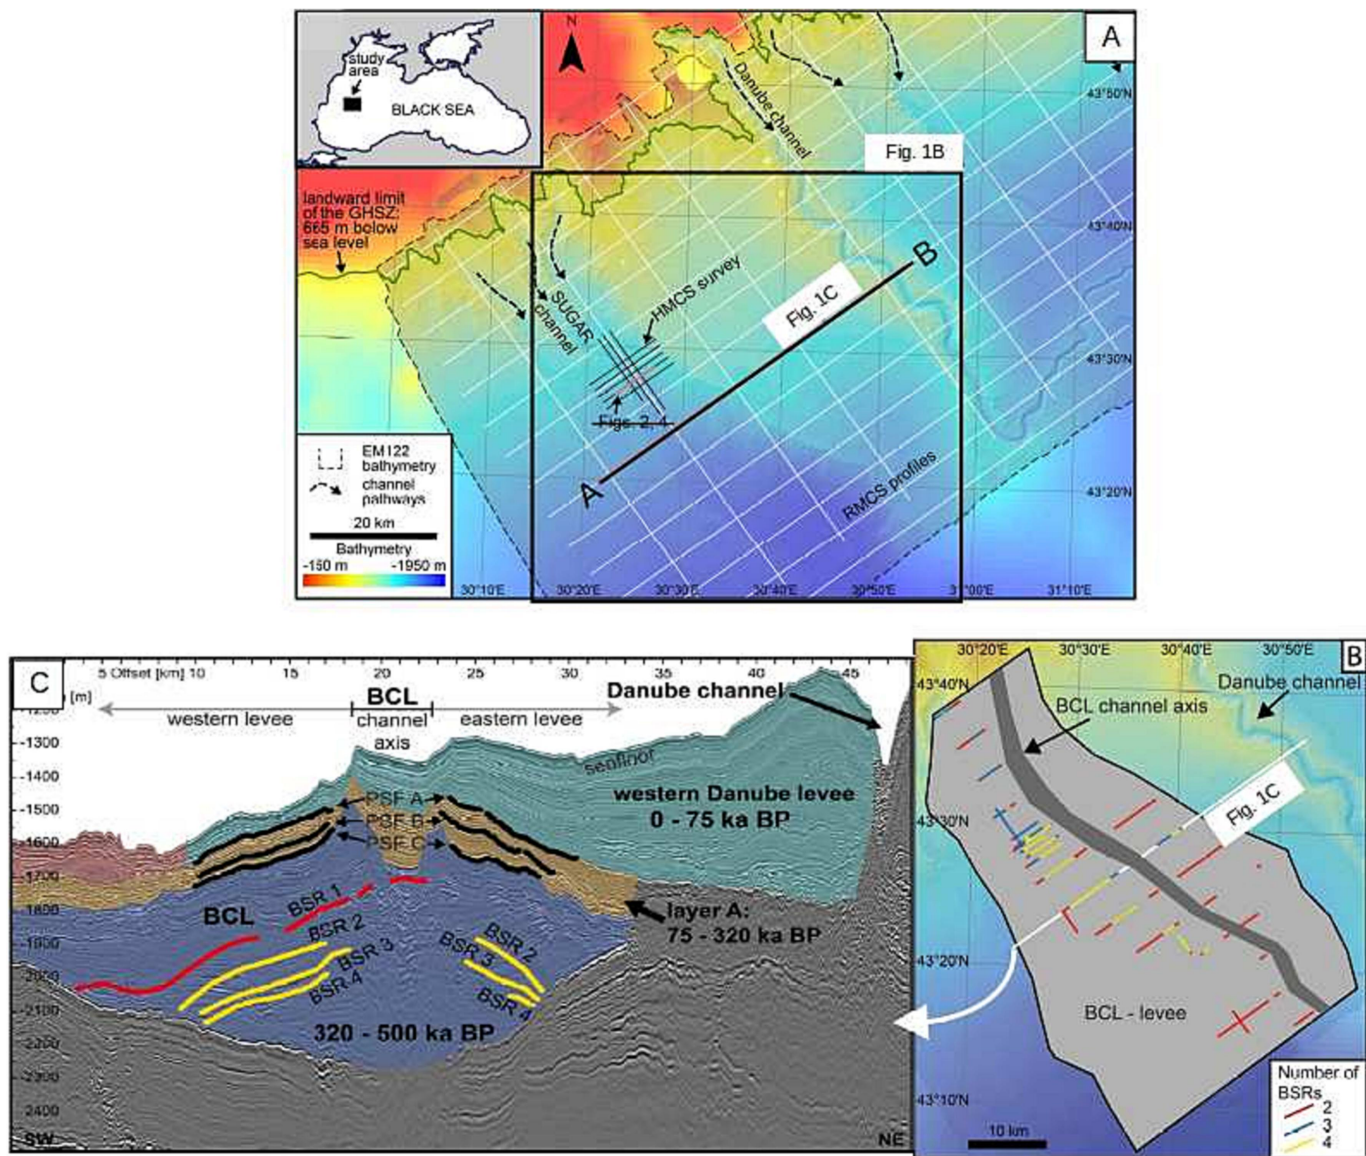 A
N
study
area
BLACK SEA
Danube channel
43°50'N
Fig. 1B
landward limit
of the GHSZ:
665 m below
sea level
43°40'N
B
HMCS survey
SUGAR
channel
Fig. 1C
43°30'N
Figs. 2, 4
A
RMCS profiles
43°20'N
EM122
bathymetry
channel
pathways
20 km
Bathymetry
-150 m
-1950 m
30°10'E
30°20'E
30°30'E
30°40'E
30°50'E
31°00'E
31°10'E
C
5 Offset [km] 10 15 20 25 30 35 40 45
[m]
BCL
western levee
channel
axis
eastern levee
Danube channel
-1300
-1400
-1500
-1600
-1700
-1800
-1900
-2100
-2300
2400
seafloor
PSF A
PSF B
PSF C
western Danube levee
0 - 75 ka BP
BCL
BSR 1
BSR 2
BSR 3
BSR 4
BSR 2
BSR 3
BSR 4
layer A:
75 - 320 ka BP
320 - 500 ka BP
SW
NE
B
30°20'E
30°30'E
30°40'E
30°50'E
43°40'N
BCL channel axis
Danube channel
43°30'N
Fig. 1C
43°20'N
BCL - levee
43°10'N
10 km
Number of
BSRs
2
3
4